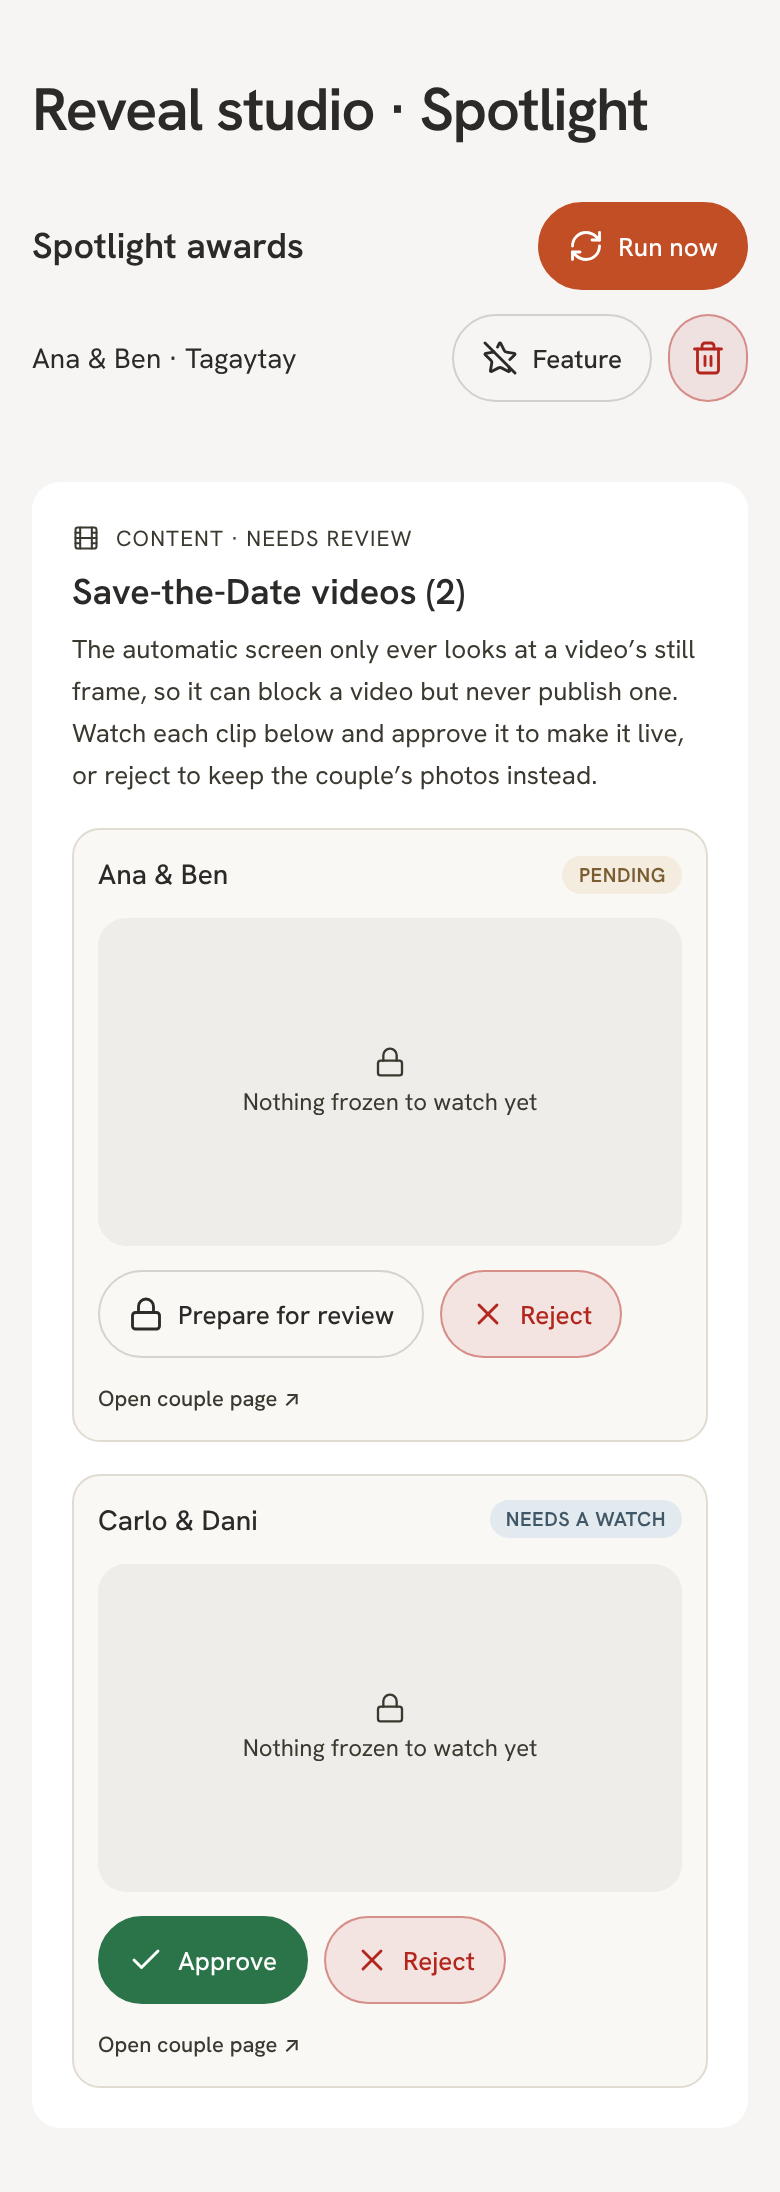 Reveal studio · Spotlight
Spotlight awards
Run now
Ana & Ben · Tagaytay
Feature
CONTENT · NEEDS REVIEW
Save-the-Date videos (2)
The automatic screen only ever looks at a video’s still
frame, so it can block a video but never publish one.
Watch each clip below and approve it to make it live,
or reject to keep the couple’s photos instead.
Ana & Ben
PENDING
Nothing frozen to watch yet
Prepare for review
Reject
Open couple page ↗
Carlo & Dani
NEEDS A WATCH
Nothing frozen to watch yet
Approve
Reject
Open couple page ↗